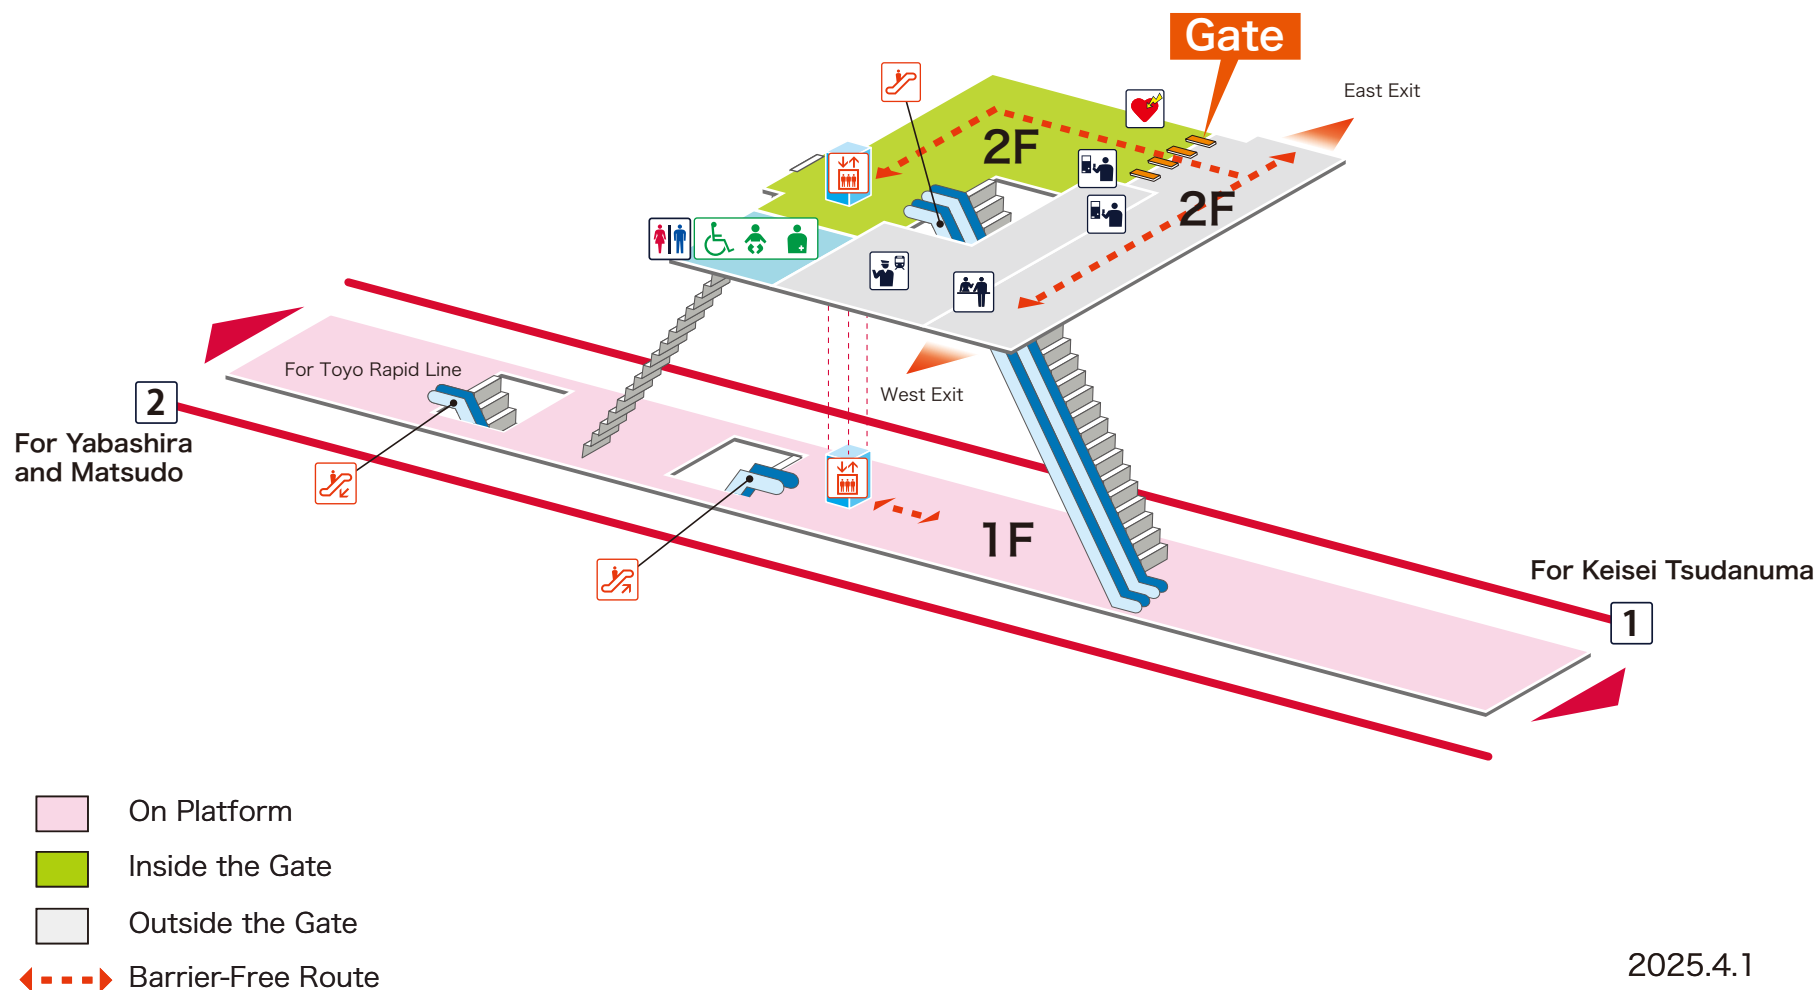 Gate
East Exit
2F
2F
For Toyo Rapid Line
West Exit
2
For Yabashira
and Matsudo
1F
For Keisei Tsudanuma
1
On Platform
Inside the Gate
Outside the Gate
Barrier-Free Route
2025.4.1